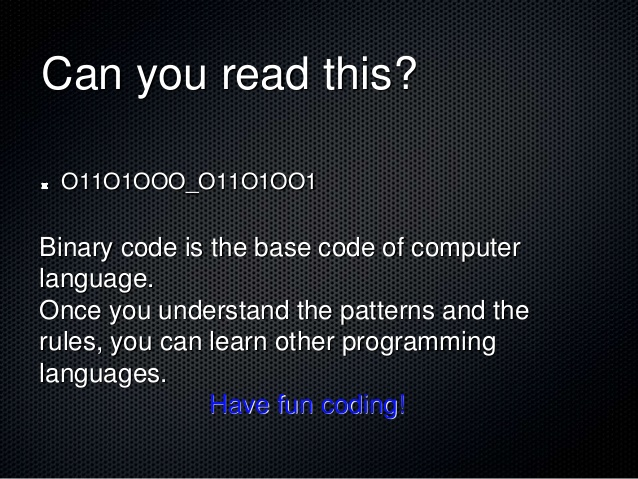 Can you read this?
O11O1OOO_O11O1OO1
Binary code is the base code of computer
language.
Once you understand the patterns and the
rules, you can learn other programming
languages.
Have fun coding!